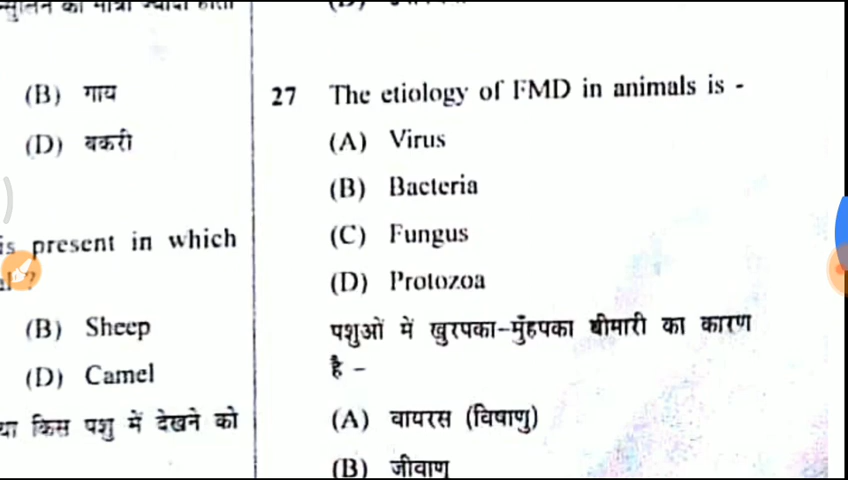 (B) गाय
(D) बकरी
is present in which
(B) Sheep
(D) Camel
किस पशु में देखने को
27 The etiology of FMD in animals is -
(A) Virus
(B) Bacteria
(C) Fungus
(D) Protozoa
पशुओं में खुरपका-मुँहपका बीमारी का कारण
है -
(A) वायरस (विषाणु)
(B) जीवाणु